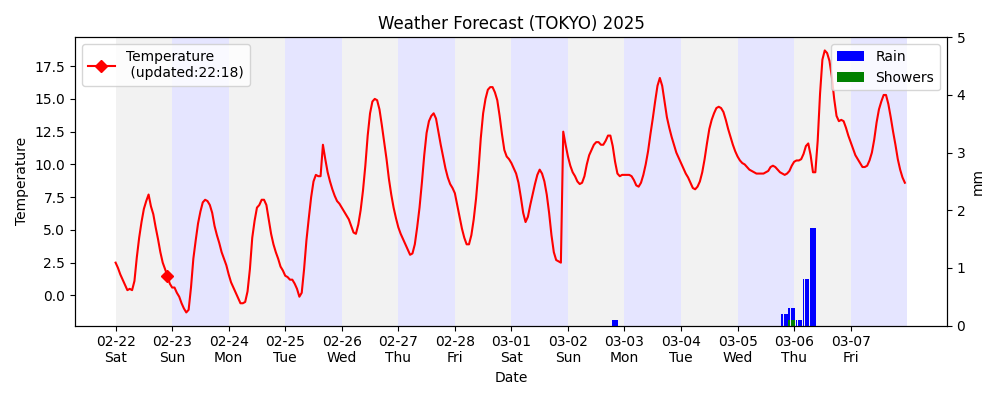 Weather Forecast (TOKYO) 2025
Temperature
(updated:22:18)
Rain
Showers
Temperature
17.5
15.0
12.5
10.0
7.5
5.0
2.5
0.0
5
4
3
2
1
0
mm
02-22 02-23 02-24 02-25 02-26 02-27 02-28 03-01 03-02 03-03 03-04 03-05 03-06 03-07
Sat Sun Mon Tue Wed Thu Fri Sat Sun Mon Tue Wed Thu Fri
Date